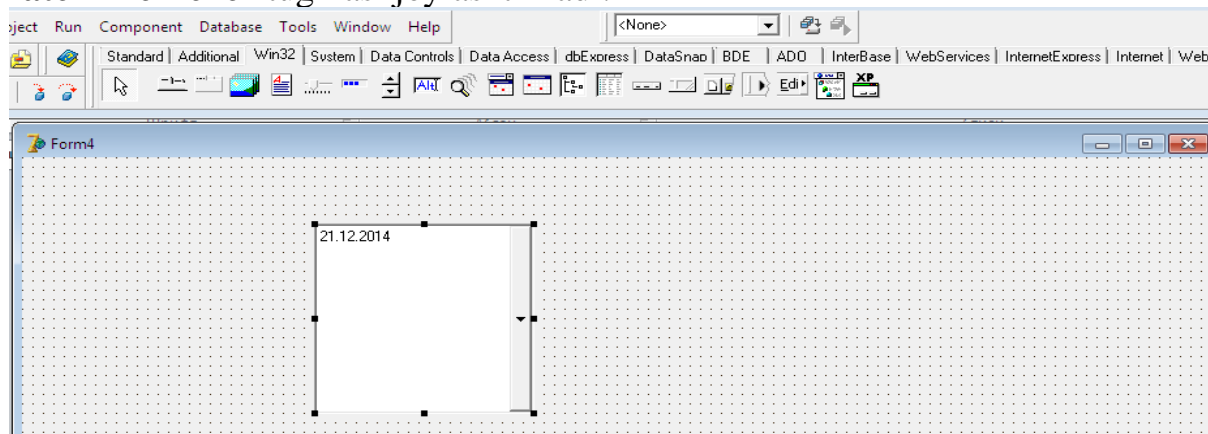 ject Run Component Database Tools Window Help <None>
Standard Additional Win32 System Data Controls Data Access dbExpress DataSnap BDE ADO InterBase WebServices InternetExpress Internet Web
Edi XP
Form4
21.12.2014